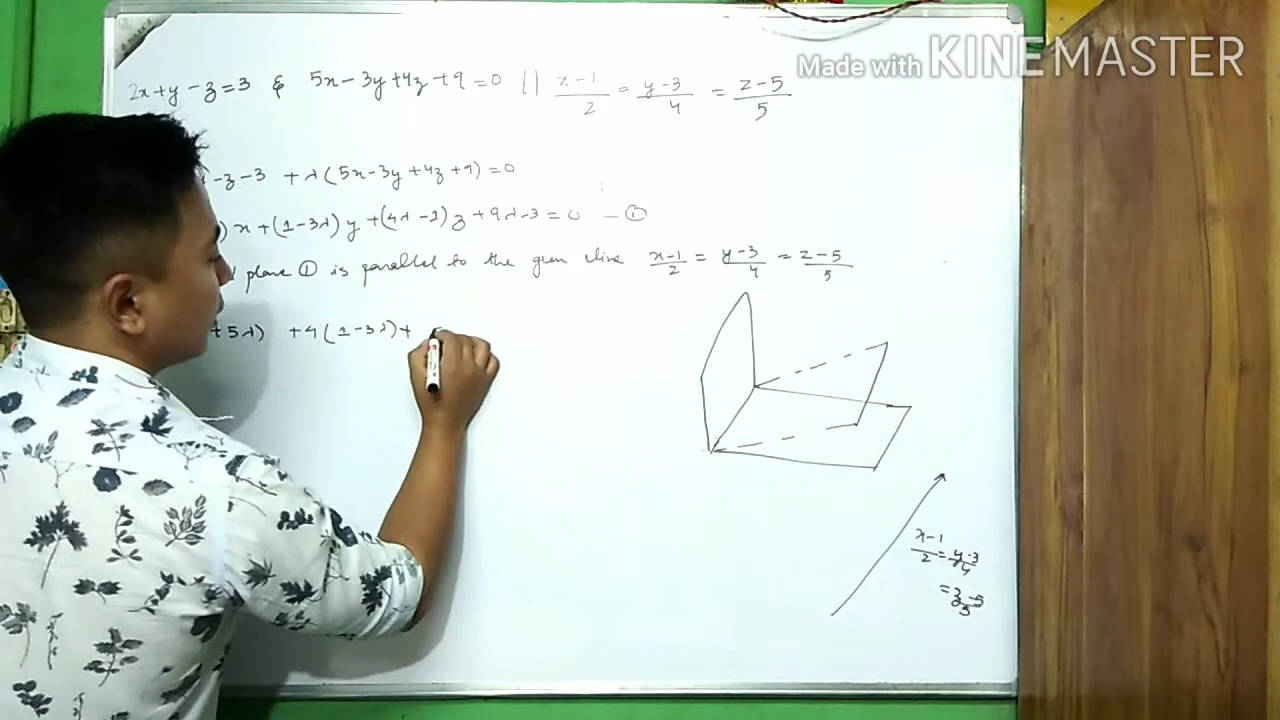 Made with KINEMASTER
2x+y-z=3 & 5x-3y+4z+9=0 || x-1/2 = y-3/4 = z-5/5
-z-3 +λ(5x-3y+4z+9)=0
)x+(1-3λ)y+(4λ-1)z+9λ-3=0 —①
plane ① is parallel to the line x-1/2 = y-3/4 = z-5/5
+5λ) +4(1-3λ)+
x-1/2 = y-3/4
= z-5/5